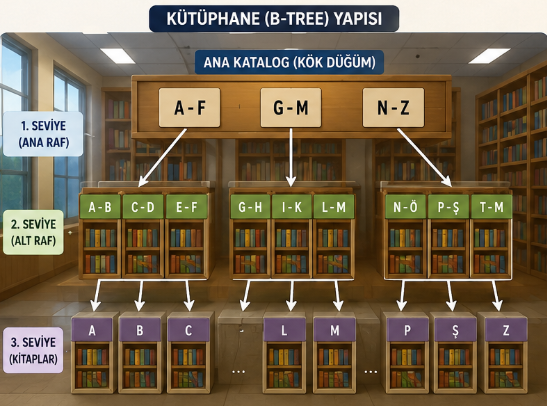 KÜTÜPHANE (B-TREE) YAPISI
ANA KATALOG (KÖK DÜĞÜM)
A-F G-M N-Z
1. SEVİYE
(ANA RAF)
A-B C-D E-F G-H I-K L-M N-Ö P-Ş T-M
2. SEVİYE
(ALT RAF)
A B C L M P Ş Z
3. SEVİYE
(KİTAPLAR)
... ... ...